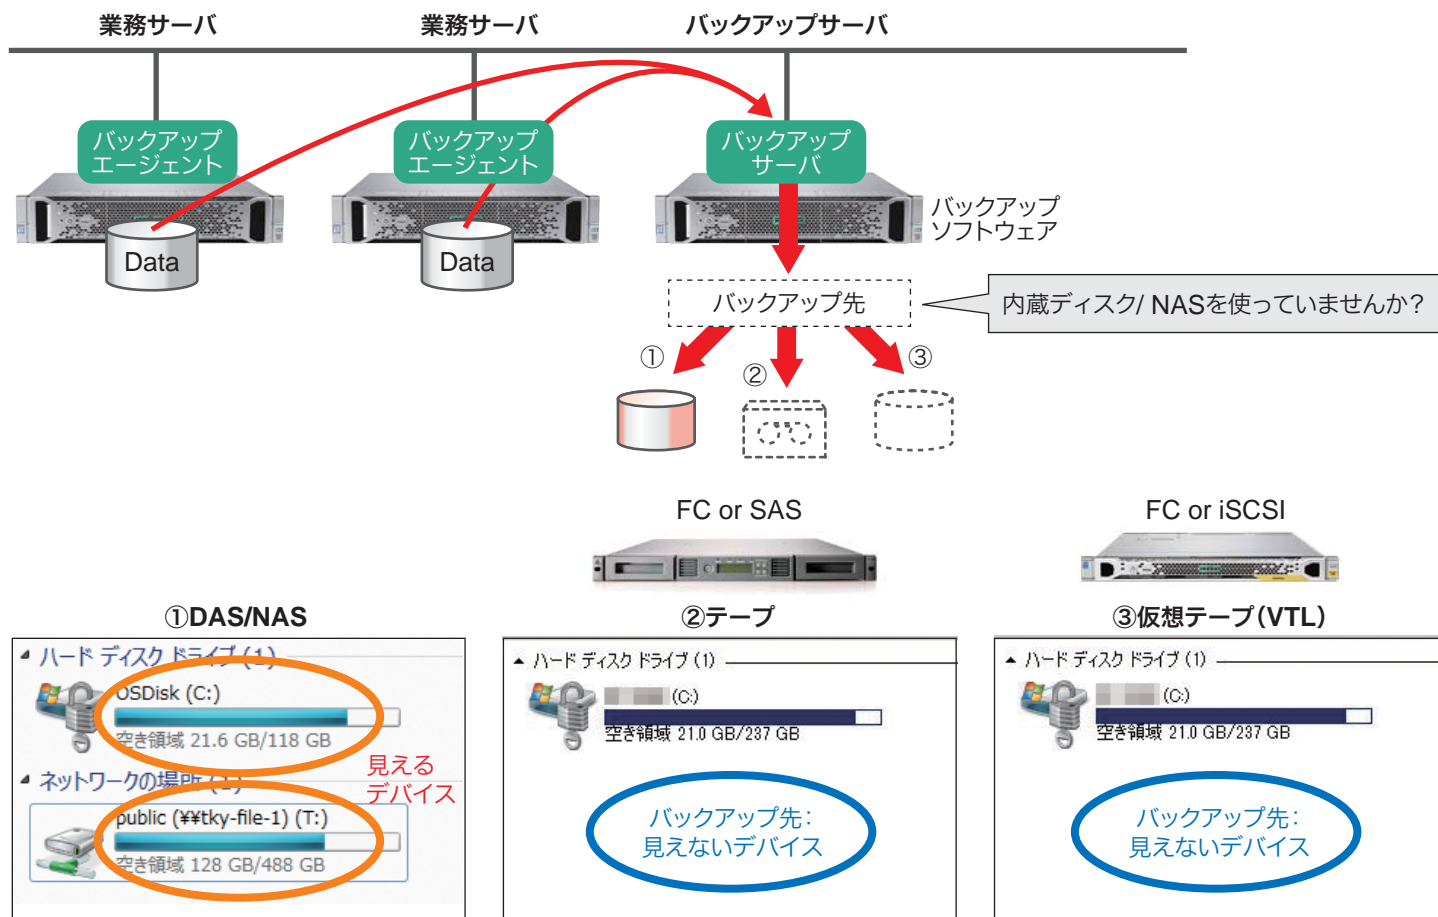 業務サーバ
業務サーバ
バックアップサーバ
バックアップ
エージェント
バックアップ
エージェント
バックアップ
サーバ
Data
Data
バックアップ
ソフトウェア
バックアップ先
内蔵ディスク/ NASを使っていませんか?
①
②
③
FC or SAS
FC or iSCSI
①DAS/NAS
②テープ
③仮想テープ(VTL)
ハード ディスク ドライブ (1)
OSDisk (C:)
空き領域 21.6 GB/118 GB
見える
デバイス
ネットワークの場所 (1)
public (¥¥tky-file-1) (T:)
空き領域 128 GB/488 GB
ハード ディスク ドライブ (1)
(C:)
空き領域 21.0 GB/237 GB
バックアップ先:
見えないデバイス
ハード ディスク ドライブ (1)
(C:)
空き領域 21.0 GB/237 GB
バックアップ先:
見えないデバイス